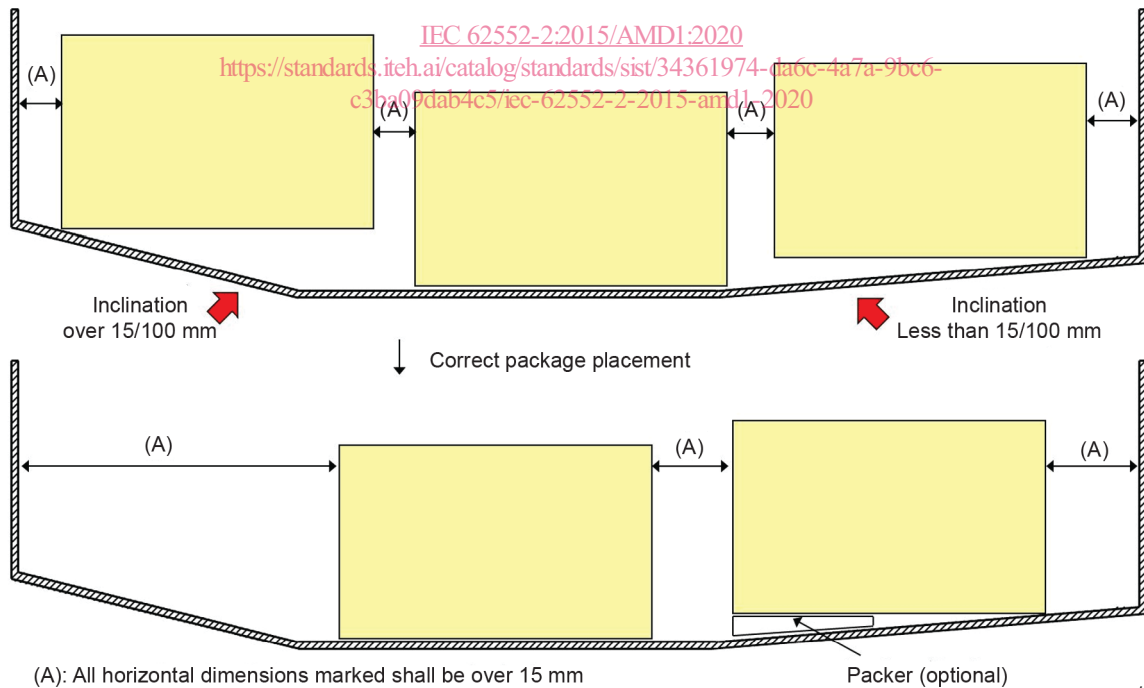 IEC 62552-2:2015/AMD1:2020
https://standards.iteh.ai/catalog/standards/sist/34361974-da6c-4a7a-9bc6-
c3ba09dab4c5/iec-62552-2-2015-amd1-2020
(A)
(A)
(A)
(A)
Inclination
over 15/100 mm
Inclination
Less than 15/100 mm
Correct package placement
(A)
(A)
(A)
(A): All horizontal dimensions marked shall be over 15 mm
Packer (optional)